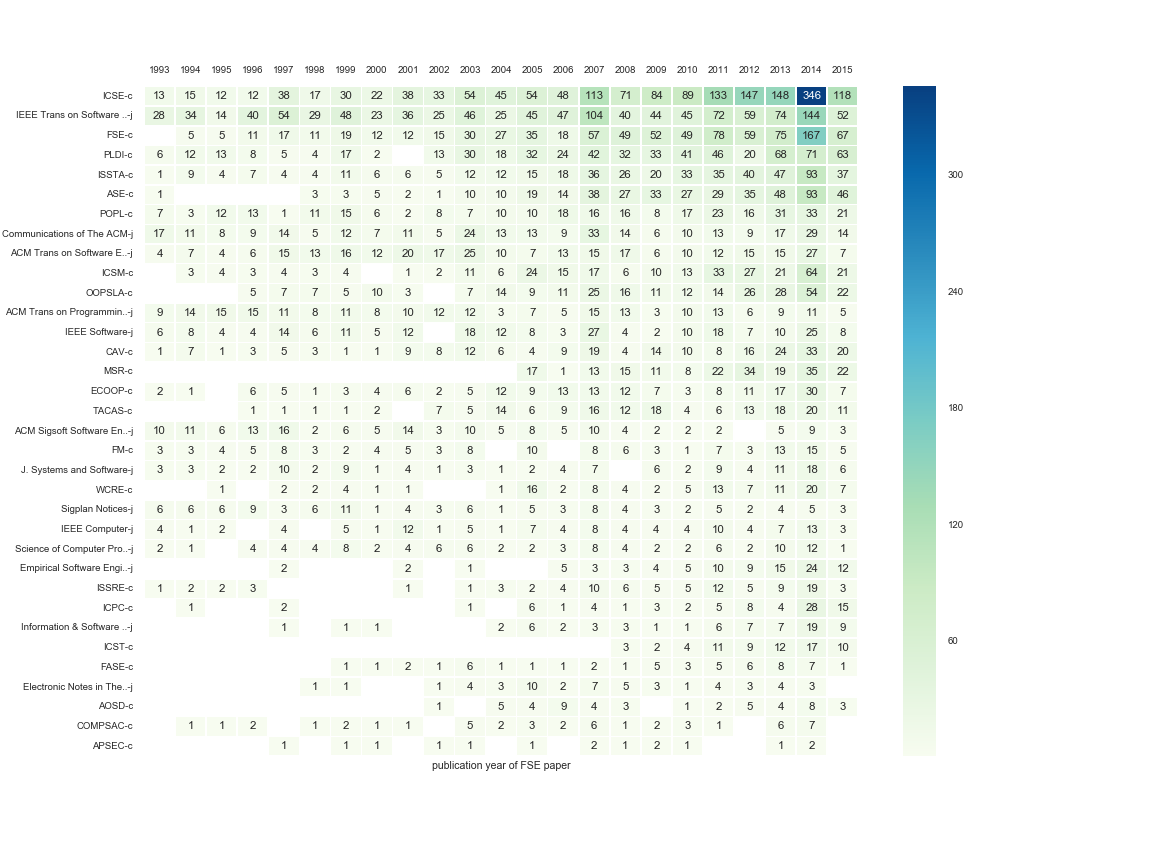 1993 1994 1995 1996 1997 1998 1999 2000 2001 2002 2003 2004 2005 2006 2007 2008 2009 2010 2011 2012 2013 2014 2015
ICSE-c 13 15 12 12 38 17 30 22 38 33 54 45 54 48 113 71 84 89 133 147 148 346 118
IEEE Trans on Software ..-j 28 34 14 40 54 29 48 23 36 25 46 25 45 47 104 40 44 45 72 59 74 144 52
FSE-c 5 5 11 17 11 19 12 12 15 30 27 35 18 57 49 52 49 78 59 75 167 67
PLDI-c 6 12 13 8 5 4 17 2 13 30 18 32 24 42 32 33 41 46 20 68 71 63
ISSTA-c 1 9 4 7 4 4 11 6 6 5 12 12 15 18 36 26 20 33 35 40 47 93 37
300
ASE-c 1 3 3 5 2 1 10 10 19 14 38 27 33 27 29 35 48 93 46
POPL-c 7 3 12 13 1 11 15 6 2 8 7 10 10 18 16 16 8 17 23 16 31 33 21
Communications of The ACM-j 17 11 8 9 14 5 12 7 11 5 24 13 13 9 33 14 6 10 13 9 17 29 14
ACM Trans on Software E..-j 4 7 4 6 15 13 16 12 20 17 25 10 7 13 15 17 6 10 12 15 15 27 7
ICSM-c 3 4 3 4 3 4 1 2 11 6 24 15 17 6 10 13 33 27 21 64 21
OOPSLA-c 5 7 7 5 10 3 7 14 9 11 25 16 11 12 14 26 28 54 22
240
ACM Trans on Programmin..-j 9 14 15 15 11 8 11 8 10 12 12 3 7 5 15 13 3 10 13 6 9 11 5
IEEE Software-j 6 8 4 4 14 6 11 5 12 18 12 8 3 27 4 2 10 18 7 10 25 8
CAV-c 1 7 1 3 5 3 1 1 9 8 12 6 4 9 19 4 14 10 8 16 24 33 20
MSR-c 17 1 13 15 11 8 22 34 19 35 22
ECOOP-c 2 1 6 5 1 3 4 6 2 5 12 9 13 13 12 7 3 8 11 17 30 7
TACAS-c 1 1 1 1 2 7 5 14 6 9 16 12 18 4 6 13 18 20 11
180
ACM Sigsoft Software En..-j 10 11 6 13 16 2 6 5 14 3 10 5 8 5 10 4 2 2 2 5 9 3
FM-c 3 3 4 5 8 3 2 4 5 3 8 10 8 6 3 1 7 3 13 15 5
J. Systems and Software-j 3 3 2 2 10 2 9 1 4 1 3 1 2 4 7 6 2 9 4 11 18 6
WCRE-c 1 2 2 4 1 1 1 16 2 8 4 2 5 13 7 11 20 7
Sigplan Notices-j 6 6 6 9 3 6 11 1 4 3 6 1 5 3 8 4 3 2 5 2 4 5 3
120
IEEE Computer-j 4 1 2 4 5 1 12 1 5 1 7 4 8 4 4 4 10 4 7 13 3
Science of Computer Pro..-j 2 1 4 4 4 8 2 4 6 6 2 2 3 8 4 2 2 6 2 10 12 1
Empirical Software Engi..-j 2 2 1 5 3 3 4 5 10 9 15 24 12
ISSRE-c 1 2 2 3 1 1 3 2 4 10 6 5 5 12 5 9 19 3
ICPC-c 1 2 1 6 1 4 1 3 2 5 8 4 28 15
Information & Software ..-j 1 1 1 2 6 2 3 3 1 1 6 7 7 19 9
60
ICST-c 3 2 4 11 9 12 17 10
FASE-c 1 1 2 1 6 1 1 1 2 1 5 3 5 6 8 7 1
Electronic Notes in The..-j 1 1 1 4 3 10 2 7 5 3 1 4 3 4 3
AOSD-c 1 5 4 9 4 3 1 2 5 4 8 3
COMPSAC-c 1 1 2 1 2 1 1 5 2 3 2 6 1 2 3 1 6 7
APSEC-c 1 1 1 1 1 1 2 1 2 1 1 2
publication year of FSE paper